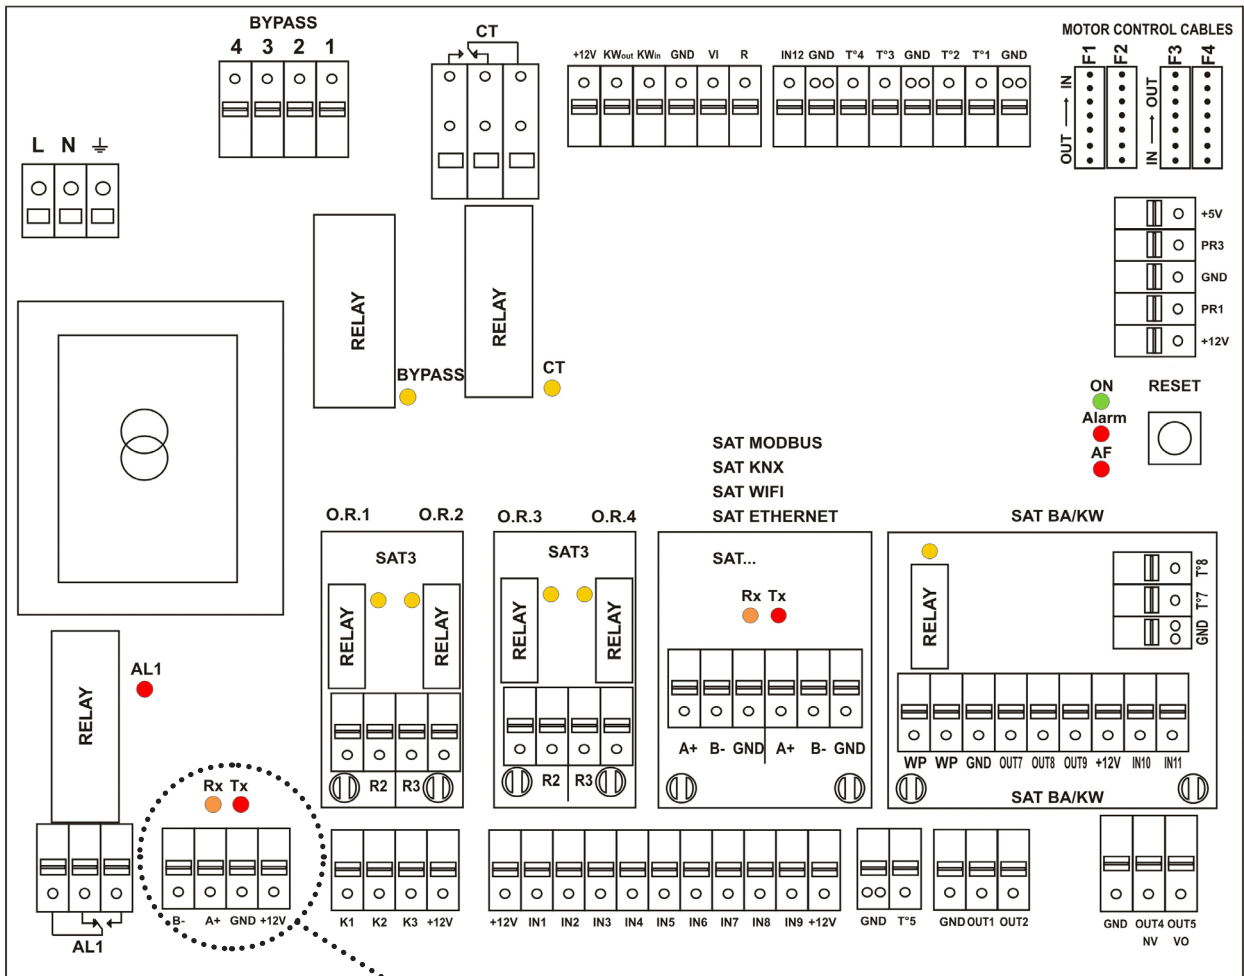 BYPASS
4 3 2 1
CT
+12V KWout KWin GND VI R
IN12 GND T°4 T°3 GND T°2 T°1 GND
MOTOR CONTROL CABLES
F1 F2 F3 F4
OUT → IN
IN → OUT
L N
+5V
PR3
GND
PR1
+12V
RELAY
RELAY
BYPASS
CT
ON
Alarm
AF
RESET
SAT MODBUS
SAT KNX
SAT WIFI
SAT ETHERNET
O.R.1 O.R.2
SAT3
RELAY RELAY
R2 R3
O.R.3 O.R.4
SAT3
RELAY RELAY
R2 R3
SAT...
Rx Tx
A+ B- GND A+ B- GND
SAT BA/KW
RELAY
T°8
T°7
GND
WP WP GND OUT7 OUT8 OUT9 +12V IN10 IN11
SAT BA/KW
RELAY
AL1
AL1
Rx Tx
B- A+ GND +12V
K1 K2 K3 +12V
+12V IN1 IN2 IN3 IN4 IN5 IN6 IN7 IN8 IN9 +12V
GND T°5
GND OUT1 OUT2
GND OUT4 OUT5
NV VO